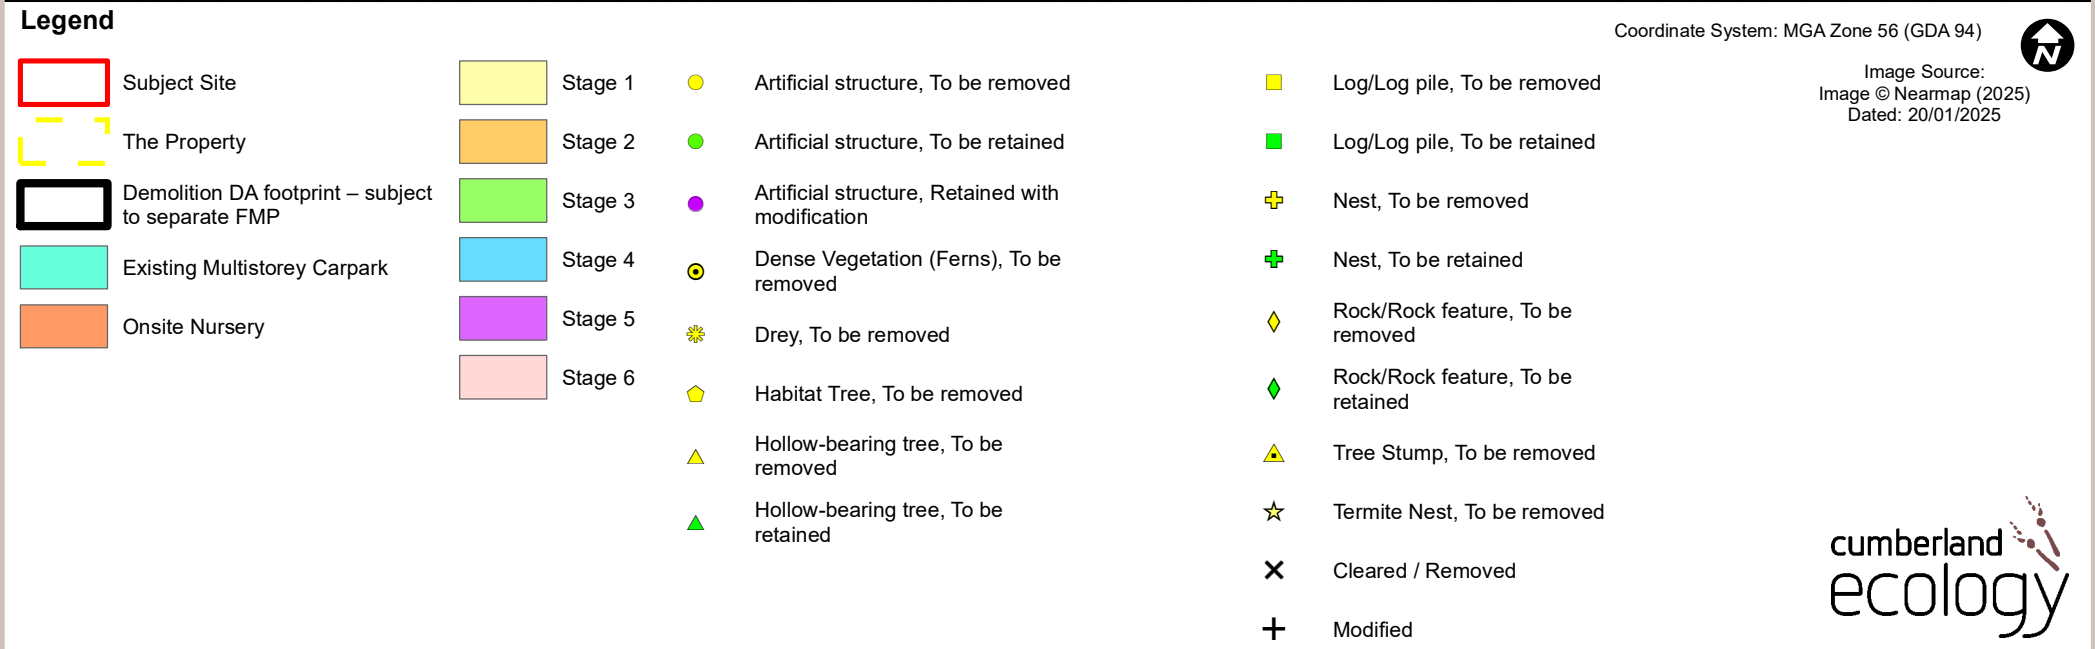 Legend
Subject Site
The Property
Demolition DA footprint – subject
to separate FMP
Existing Multistorey Carpark
Onsite Nursery
Stage 1
Stage 2
Stage 3
Stage 4
Stage 5
Stage 6
Artificial structure, To be removed
Artificial structure, To be retained
Artificial structure, Retained with
modification
Dense Vegetation (Ferns), To be
removed
Drey, To be removed
Habitat Tree, To be removed
Hollow-bearing tree, To be
removed
Hollow-bearing tree, To be
retained
Log/Log pile, To be removed
Log/Log pile, To be retained
Nest, To be removed
Nest, To be retained
Rock/Rock feature, To be
removed
Rock/Rock feature, To be
retained
Tree Stump, To be removed
Termite Nest, To be removed
Cleared / Removed
Modified
Coordinate System: MGA Zone 56 (GDA 94)
N
Image Source:
Image © Nearmap (2025)
Dated: 20/01/2025
cumberland
ecology